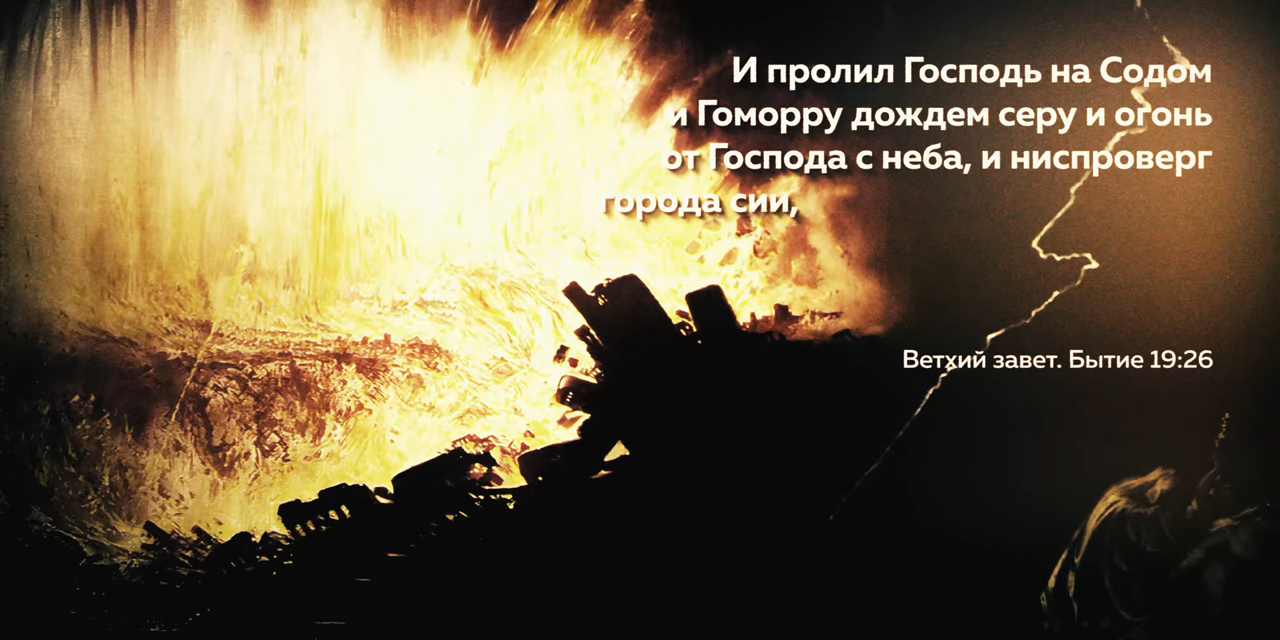 И пролил Господь на Содом
и Гоморру дождем серу и огонь
от Господа с неба, и ниспроверг
города сии,
Ветхий завет. Бытие 19:26